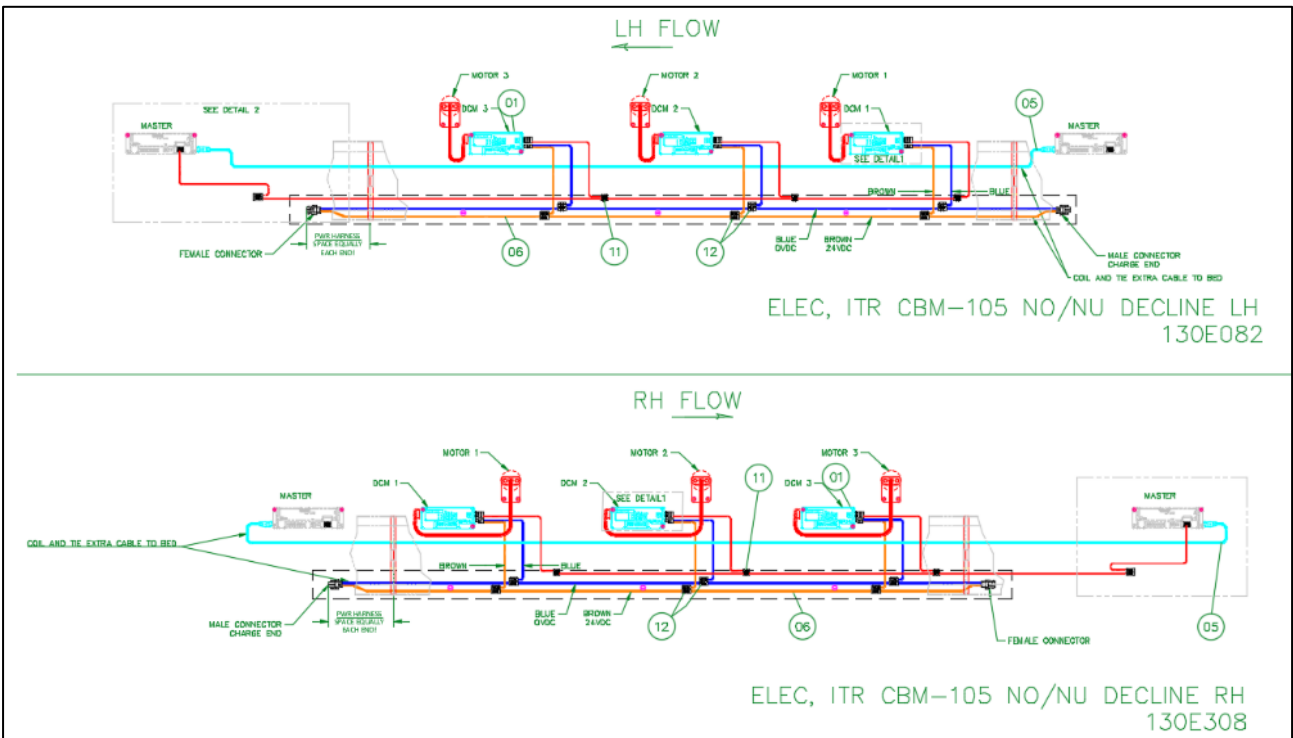 LH FLOW
MOTOR 3
MOTOR 2
MOTOR 1
SEE DETAIL 2
DCM 3
01
DCM 2
DCM 1
05
MASTER
MASTER
SEE DETAIL1
BROWN
BLUE
FEMALE CONNECTOR
PWR HARNESS
SPACE EQUALLY
EACH END!
06
11
12
BLUE
0VDC
BROWN
24VDC
MALE CONNECTOR
CHARGE END
COIL AND TIE EXTRA CABLE TO BED
ELEC, ITR CBM-105 NO/NU DECLINE LH
130E082
RH FLOW
MOTOR 1
MOTOR 2
MOTOR 3
DCM 1
DCM 2
11
DCM 3
01
MASTER
SEE DETAIL1
MASTER
COIL AND TIE EXTRA CABLE TO BED
BROWN
BLUE
MALE CONNECTOR
CHARGE END
PWR HARNESS
SPACE EQUALLY
EACH END!
BLUE
0VDC
BROWN
24VDC
12
06
FEMALE CONNECTOR
05
ELEC, ITR CBM-105 NO/NU DECLINE RH
130E308